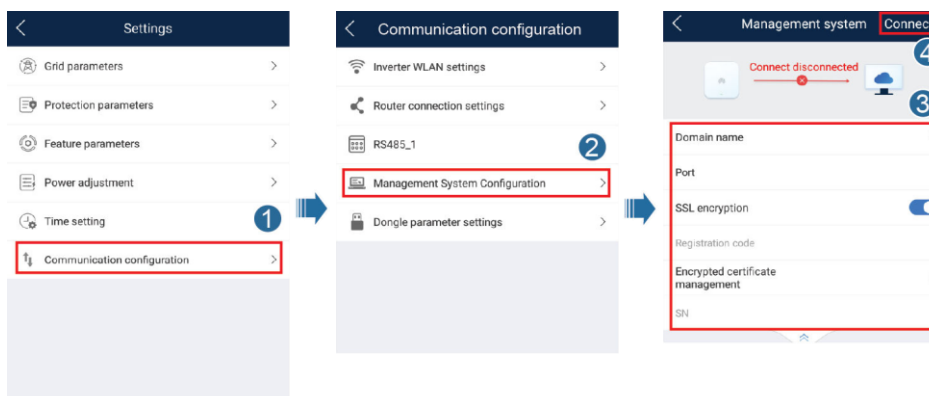 Settings
Grid parameters
Protection parameters
Feature parameters
Power adjustment
Time setting
1
Communication configuration
Communication configuration
Inverter WLAN settings
Router connection settings
RS485_1
2
Management System Configuration
Dongle parameter settings
Management system Connec
4
Connect disconnected
3
Domain name
Port
SSL encryption
Registration code
Encrypted certificate
management
SN